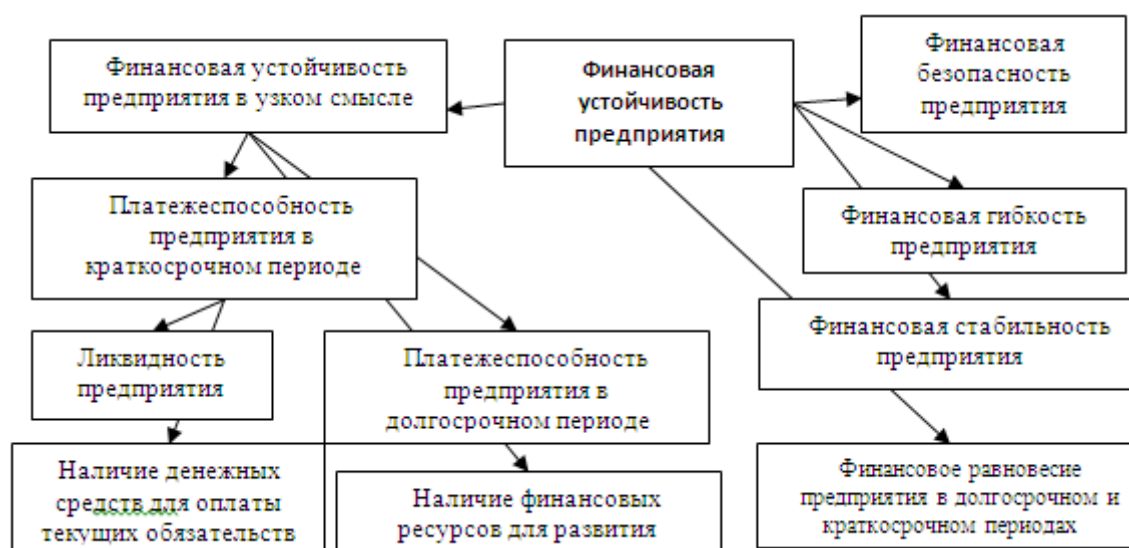 Финансовая устойчивость
предприятия в узком смысле
Финансовая
устойчивость
предприятия
Финансовая
безопасность
предприятия
Платежеспособность
предприятия в
краткосрочном периоде
Финансовая гибкость
предприятия
Ликвидность
предприятия
Платежеспособность
предприятия в
долгосрочном периоде
Финансовая стабильность
предприятия
Наличие денежных
средств для оплаты
текущих обязательств
Наличие финансовых
ресурсов для развития
Финансовое равновесие
предприятия в долгосрочном и
краткосрочном периодах